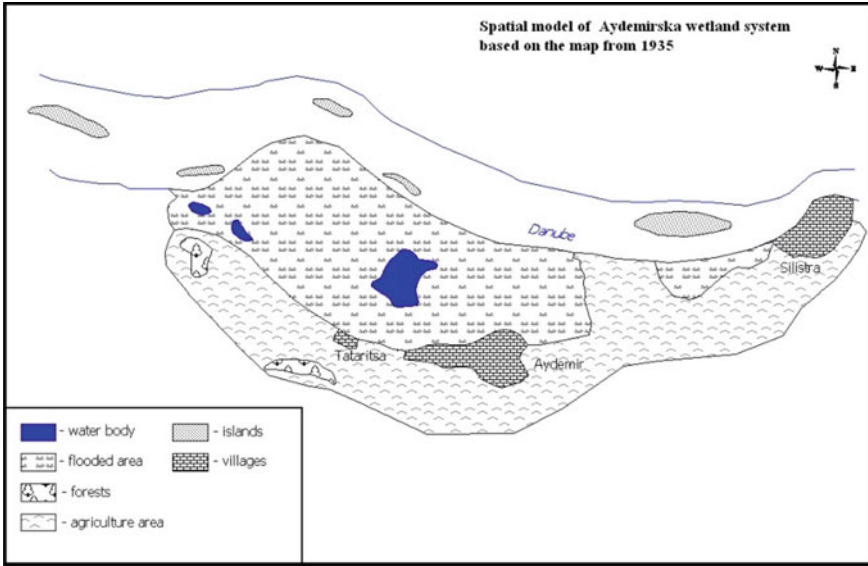 Spatial model of Aydemirska wetland system
based on the map from 1935
N
W E
S
Danube
Silistra
Tataritsa
Aydemir
- water body
- flooded area
- forests
- agriculture area
- islands
- villages